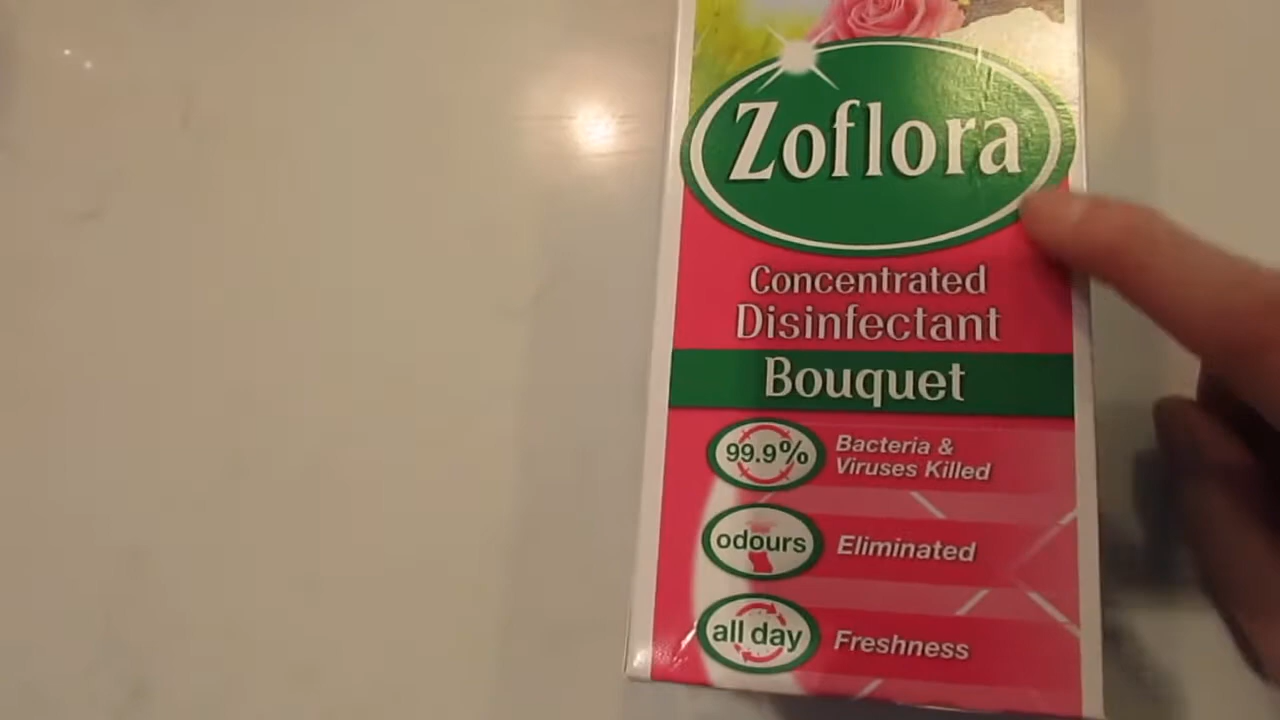 Zoflora
Concentrated
Disinfectant
Bouquet
99.9%
Bacteria &
Viruses Killed
odours
Eliminated
all day
Freshness